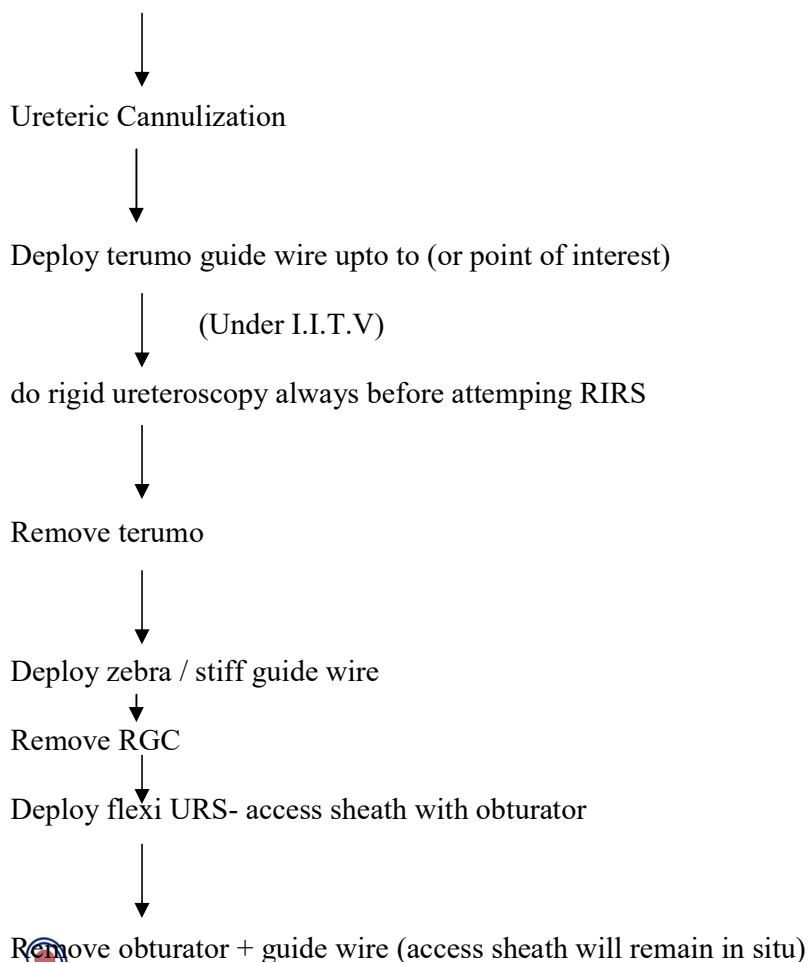 Ureteric Cannulization
Deploy terumo guide wire upto to (or point of interest)
(Under I.I.T.V)
do rigid ureteroscopy always before attemping RIRS
Remove terumo
Deploy zebra / stiff guide wire
Remove RGC
Deploy flexi URS- access sheath with obturator
Remove obturator + guide wire (access sheath will remain in situ)